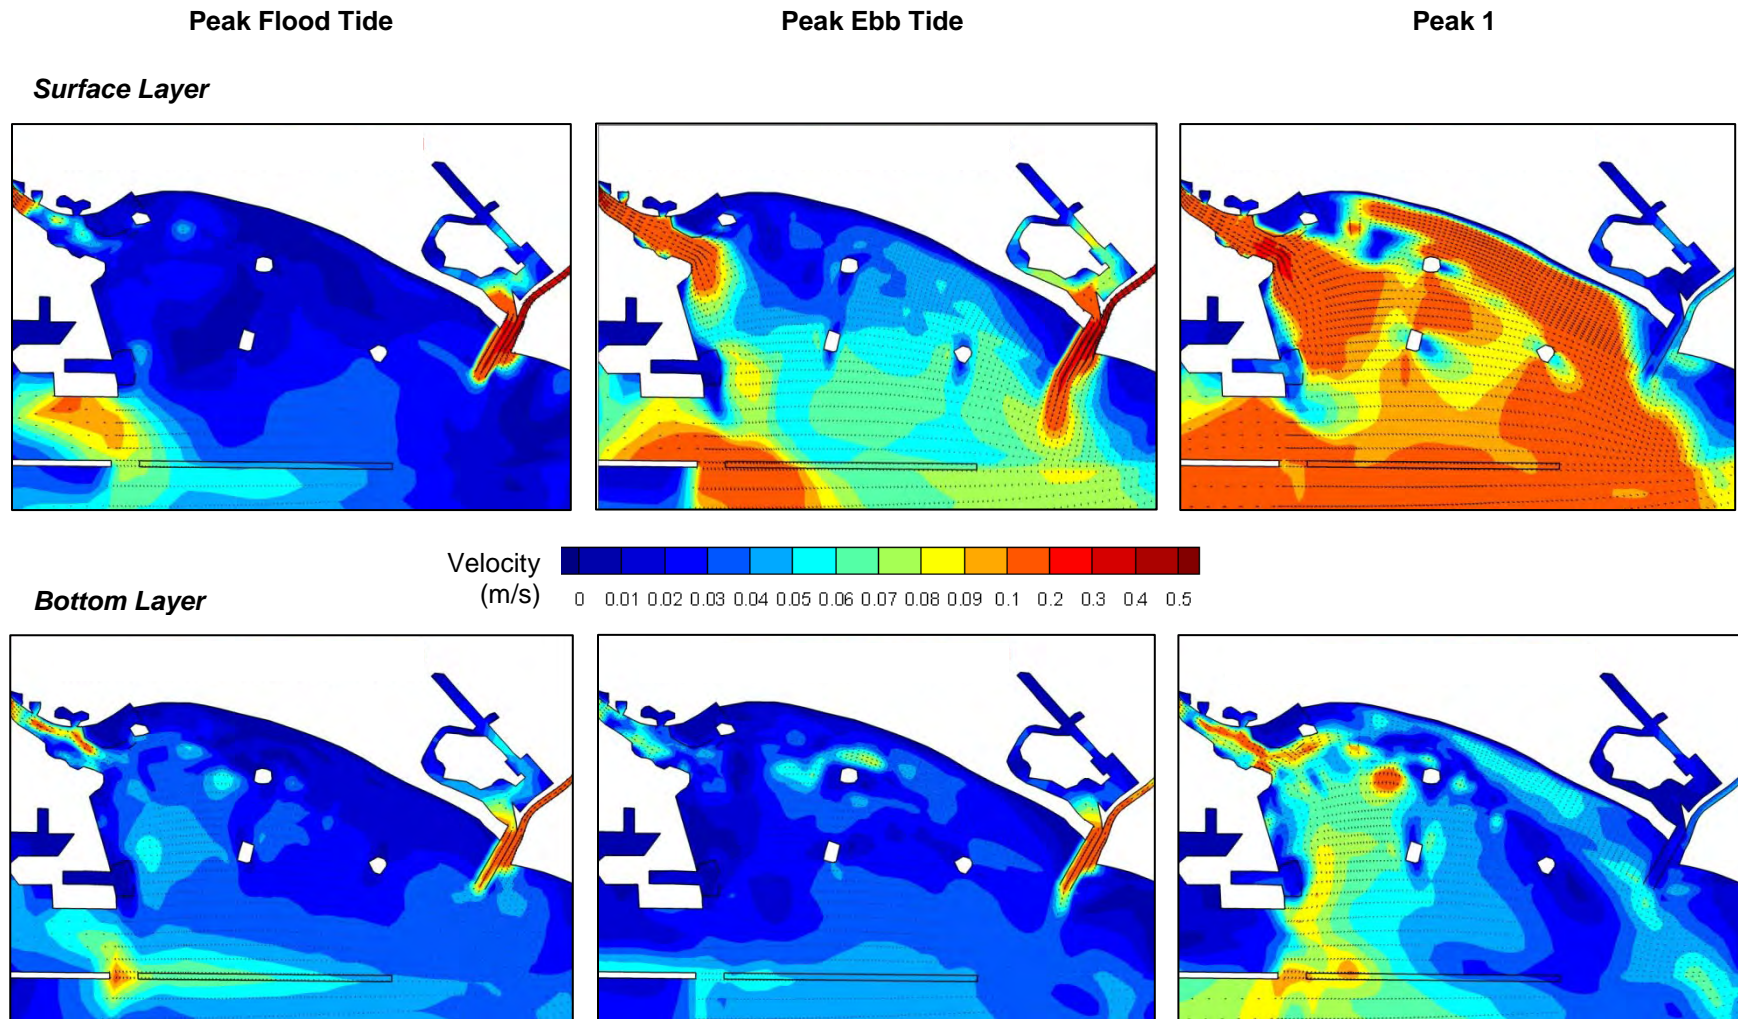 Peak Flood Tide Peak Ebb Tide Peak 1
Surface Layer
Velocity
(m/s)
0 0.01 0.02 0.03 0.04 0.05 0.06 0.07 0.08 0.09 0.1 0.2 0.3 0.4 0.5
Bottom Layer